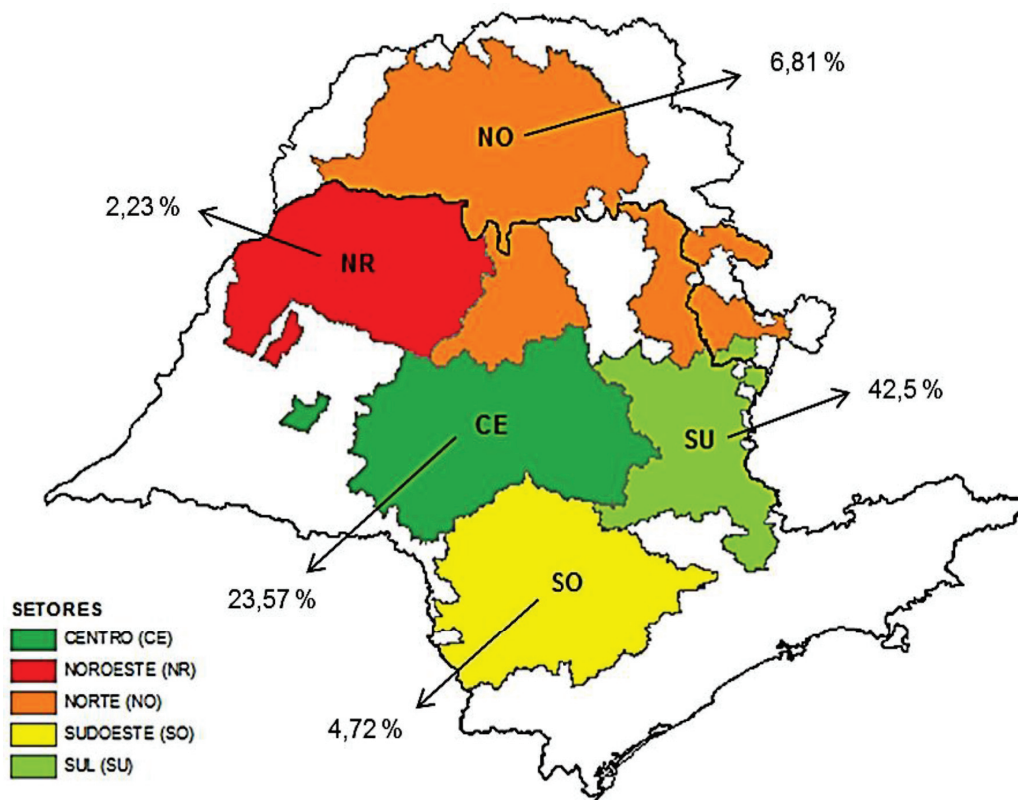 6,81 %
NO
2,23 %
NR
42,5 %
CE
SU
23,57 %
SO
4,72 %
SETORES
CENTRO (CE)
NOROESTE (NR)
NORTE (NO)
SUDOESTE (SO)
SUL (SU)